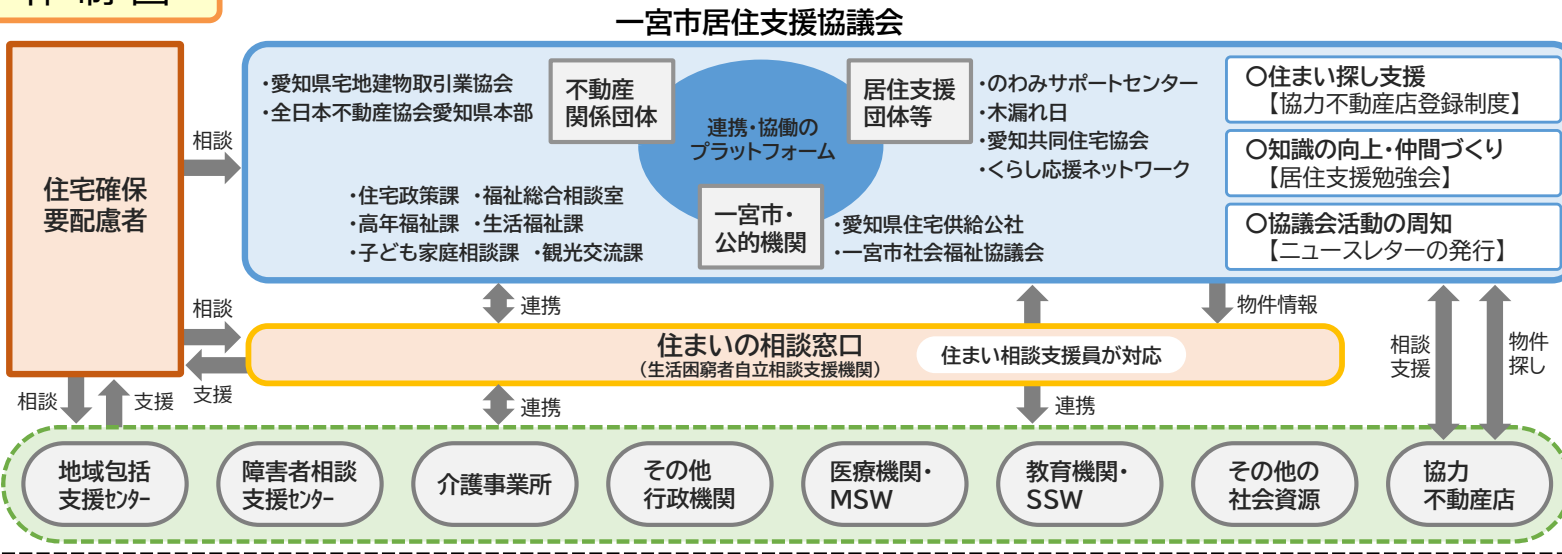 体制図
一宮市居住支援協議会
住宅確保
要配慮者
相談
・愛知県宅地建物取引業協会
・全日本不動産協会愛知県本部
不動産
関係団体
連携・協働の
プラットフォーム
居住支援
団体等
・のわみサポートセンター
・木漏れ日
・愛知共同住宅協会
・くらし応援ネットワーク
・住宅政策課 ・福祉総合相談室
・高年福祉課 ・生活福祉課
・子ども家庭相談課 ・観光交流課
一宮市・
公的機関
・愛知県住宅供給公社
・一宮市社会福祉協議会
〇住まい探し支援
【協力不動産店登録制度】
〇知識の向上・仲間づくり
【居住支援勉強会】
〇協議会活動の周知
【ニュースレターの発行】
相談
連携
物件情報
支援
住まいの相談窓口
(生活困窮者自立相談支援機関)
住まい相談支援員が対応
相談
支援
物件
探し
相談
支援
連携
連携
地域包括
支援センター
障害者相談
支援センター
介護事業所
その他
行政機関
医療機関・
MSW
教育機関・
SSW
その他の
社会資源
協力
不動産店